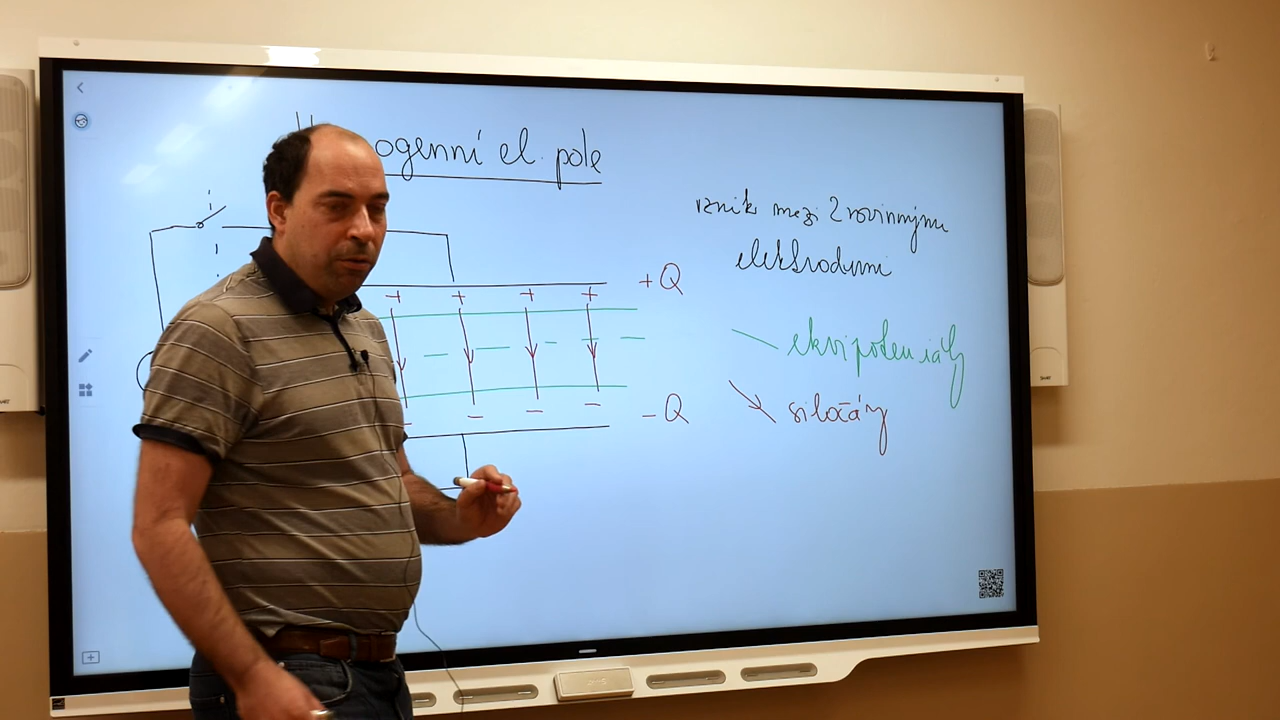 ogenní el. pole
vznik mezi 2 rovinnými
elektrodami
+Q
+ + + +
ekvipotenciály
- - - -
-Q
siločáry